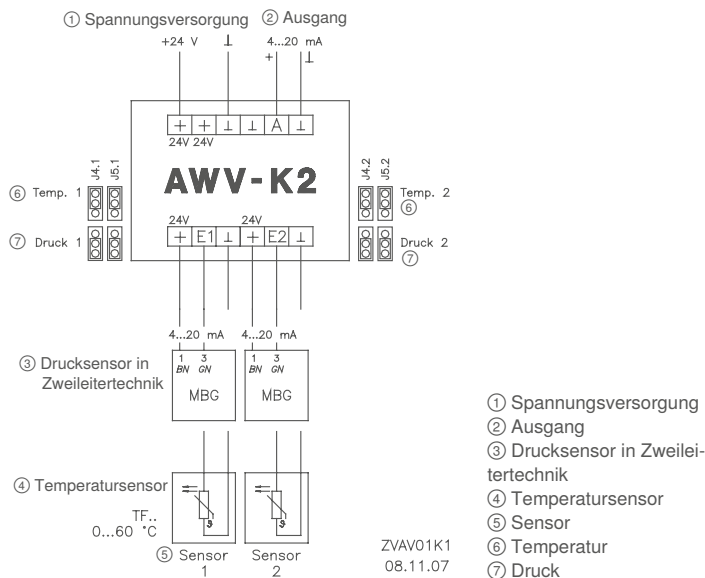 ① Spannungsversorgung ② Ausgang
+24 V ⊥ 4...20 mA
+ ⊥
+ + ⊥ ⊥ A ⊥
24V 24V
J4.1 J5.1 J4.2 J5.2
AWV-K2
⑥ Temp. 1 Temp. 2
⑥
24V 24V
+ E1 ⊥ + E2 ⊥
⑦ Druck 1 Druck 2
⑦
4...20 mA 4...20 mA
③ Drucksensor in
Zweileitertechnik
1 3 1 3
BN GN BN GN
MBG MBG
④ Temperatursensor
TF..
0...60 °C
ϑ ϑ
⑤ Sensor Sensor
1 2
ZVAV01K1
08.11.07
① Spannungsversorgung
② Ausgang
③ Drucksensor in Zweilei-
tertechnik
④ Temperatursensor
⑤ Sensor
⑥ Temperatur
⑦ Druck